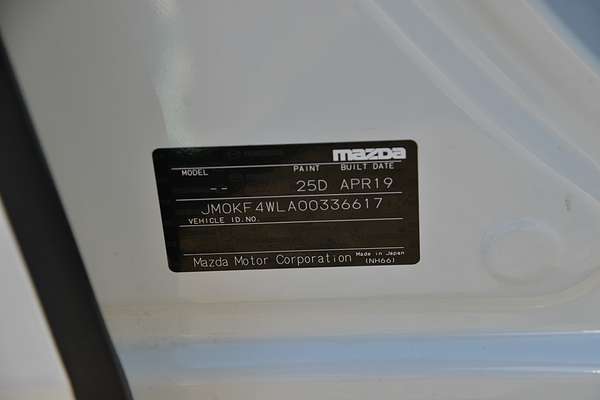 mazda
MODEL PAINT BUILT DATE
-- 25D APR19
JM0KF4WLA00336617
VEHICLE ID.NO.
Mazda Motor Corporation Made in Japan
(NH66)